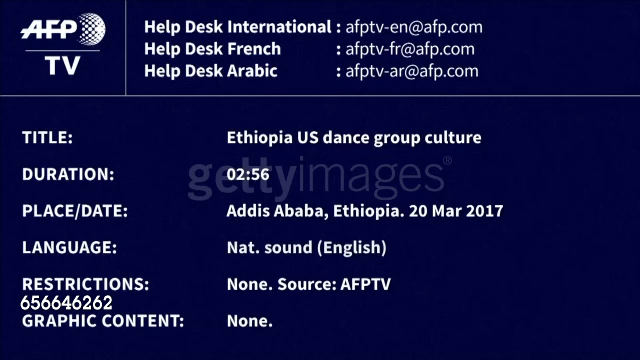 AFP
TV
Help Desk International : afptv-en@afp.com
Help Desk French : afptv-fr@afp.com
Help Desk Arabic : afptv-ar@afp.com
TITLE: Ethiopia US dance group culture
DURATION: 02:56
gettyimages®
PLACE/DATE: Addis Ababa, Ethiopia. 20 Mar 2017
LANGUAGE: Nat. sound (English)
RESTRICTIONS: None. Source: AFPTV
656646262
GRAPHIC CONTENT: None.